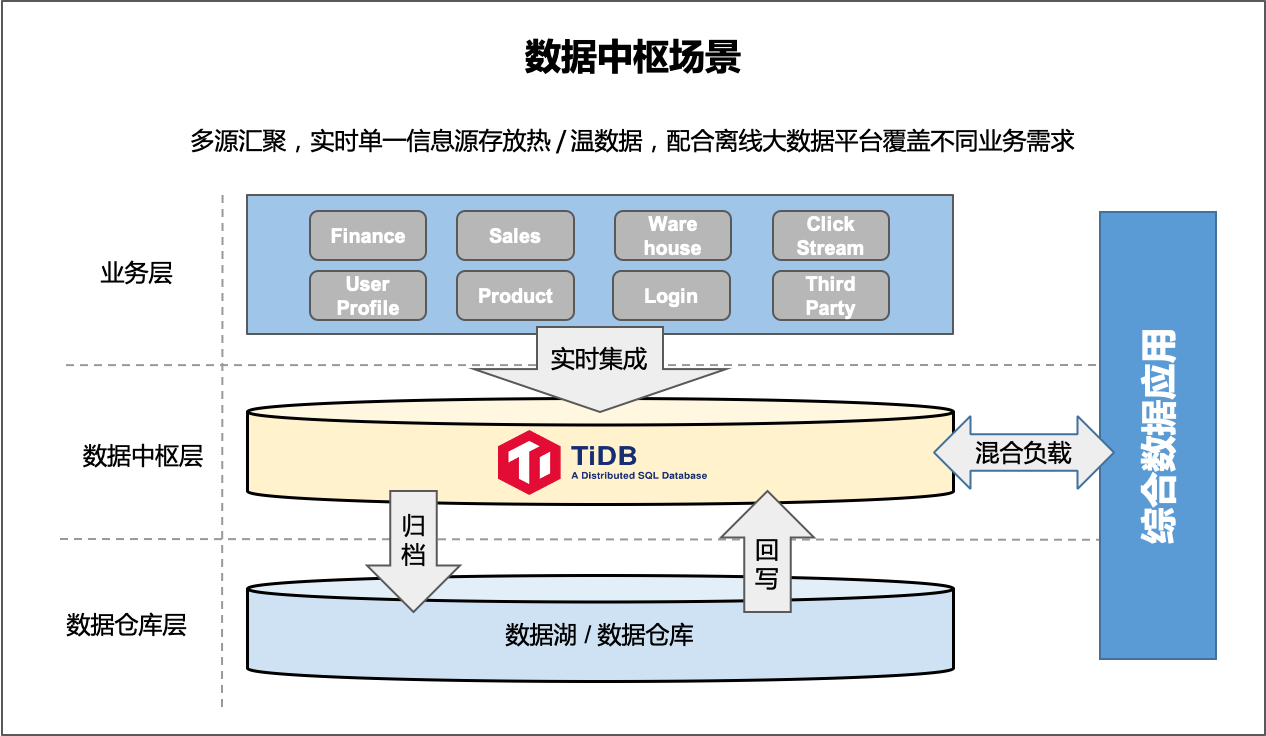 数据中枢场景
多源汇聚，实时单一信息源存放热 / 温数据，配合离线大数据平台覆盖不同业务需求
业务层
Finance
Sales
Ware
house
Click
Stream
User
Profile
Product
Login
Third
Party
实时集成
数据中枢层
TiDB
A Distributed SQL Database
混合负载
综合数据应用
归
档
回
写
数据仓库层
数据湖 / 数据仓库